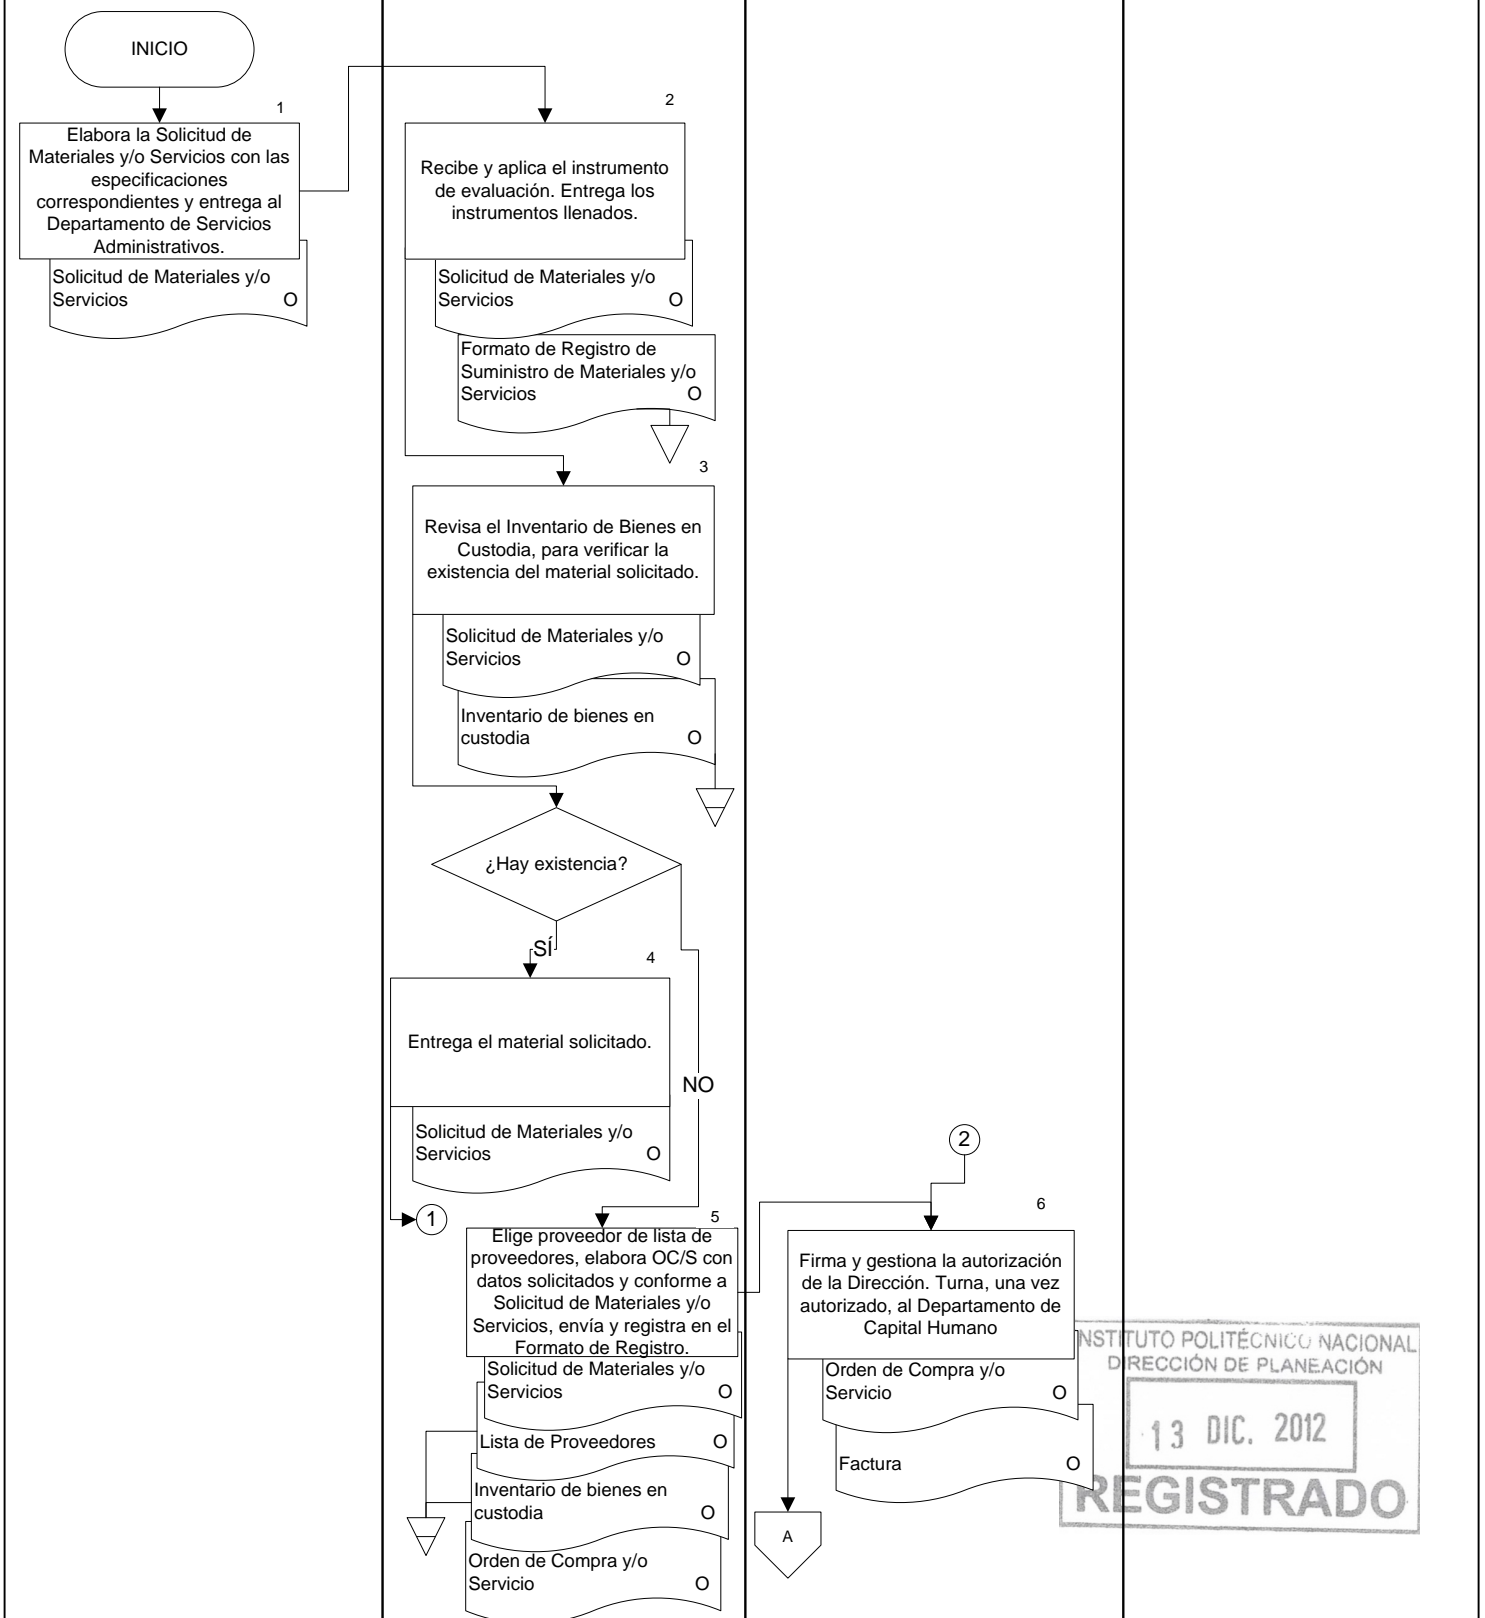 INICIO
1
Elabora la Solicitud de
Materiales y/o Servicios con las
especificaciones
correspondientes y entrega al
Departamento de Servicios
Administrativos.
Solicitud de Materiales y/o
Servicios O
2
Recibe y aplica el instrumento
de evaluación. Entrega los
instrumentos llenados.
Solicitud de Materiales y/o
Servicios O
Formato de Registro de
Suministro de Materiales y/o
Servicios O
3
Revisa el Inventario de Bienes en
Custodia, para verificar la
existencia del material solicitado.
Solicitud de Materiales y/o
Servicios O
Inventario de bienes en
custodia O
¿Hay existencia?
SÍ
4
Entrega el material solicitado.
NO
Solicitud de Materiales y/o
Servicios O
1
5
Elige proveedor de lista de
proveedores, elabora OC/S con
datos solicitados y conforme a
Solicitud de Materiales y/o
Servicios, envía y registra en el
Formato de Registro.
Solicitud de Materiales y/o
Servicios O
Lista de Proveedores O
Inventario de bienes en
custodia O
Orden de Compra y/o
Servicio O
2
6
Firma y gestiona la autorización
de la Dirección. Turna, una vez
autorizado, al Departamento de
Capital Humano
Orden de Compra y/o
Servicio O
Factura O
A
INSTITUTO POLITÉCNICO NACIONAL
DIRECCIÓN DE PLANEACIÓN
13 DIC. 2012
REGISTRADO